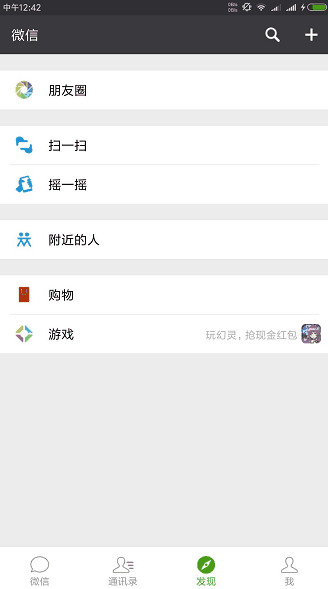 中午12:42
0B/s
0B/s
微信
朋友圈
扫一扫
摇一摇
附近的人
购物
游戏 玩幻灵,抢现金红包
微信 通讯录 发现 我